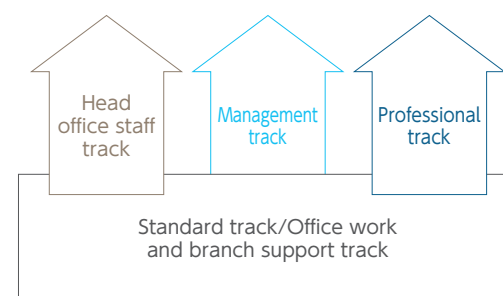 Head
office staff
track
Management
track
Professional
track
Standard track/Office work
and branch support track